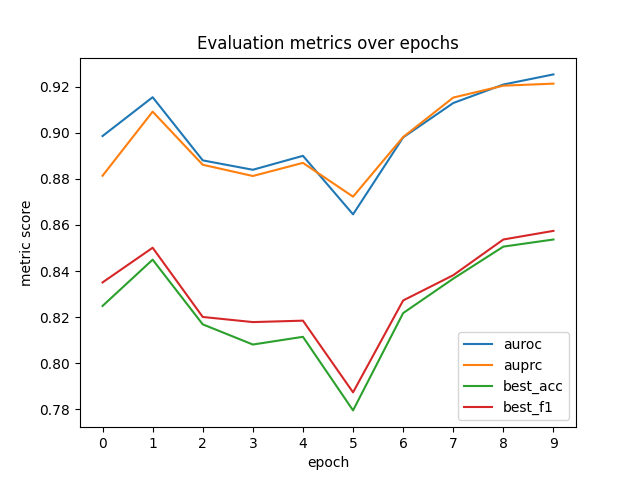 Evaluation metrics over epochs
metric score
0.92
0.90
0.88
0.86
0.84
0.82
0.80
0.78
0 1 2 3 4 5 6 7 8 9
epoch
auroc
auprc
best_acc
best_f1